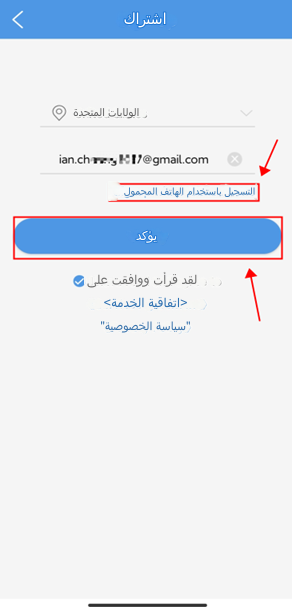 اشتراك
الولايات المتحدة
التسجيل باستخدام الهاتف المحمول
يؤكد
لقد قرأت ووافقت على
<اتفاقية الخدمة>
"سياسة الخصوصية"